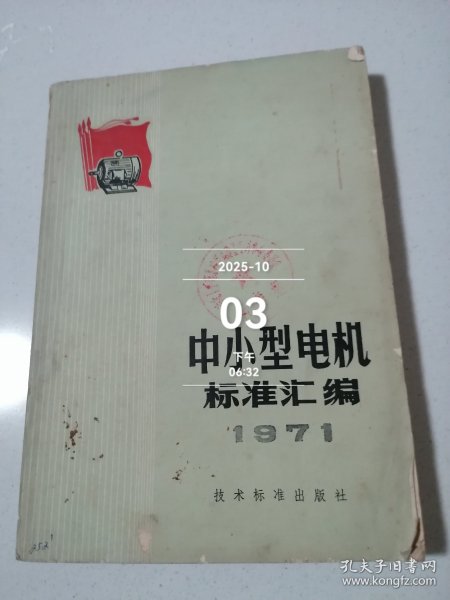 2025-10
03
下午
06:32
中小型电机
标准汇编
1971
技术标准出版社
孔夫子旧书网
www.kongfz.com